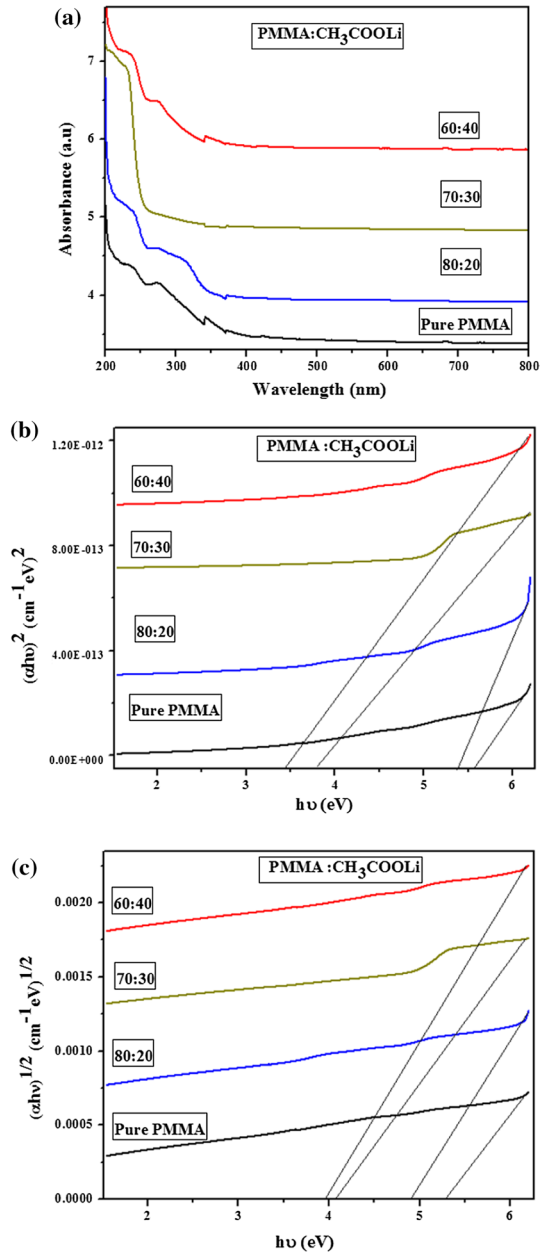 (a)
PMMA:CH3COOLi
60:40
70:30
80:20
Pure PMMA
7
6
5
4
Absorbance (a.u)
200 300 400 500 600 700 800
Wavelength (nm)
(b)
PMMA :CH3COOLi
60:40
70:30
80:20
Pure PMMA
1.20E-012
8.00E-013
4.00E-013
0.00E+000
(αhυ)2 (cm-1eV)2
2 3 4 5 6
hυ (eV)
(c)
PMMA :CH3COOLi
60:40
70:30
80:20
Pure PMMA
0.0020
0.0015
0.0010
0.0005
0.0000
(αhν)1/2 (cm-1eV)1/2
2 3 4 5 6
hυ (eV)